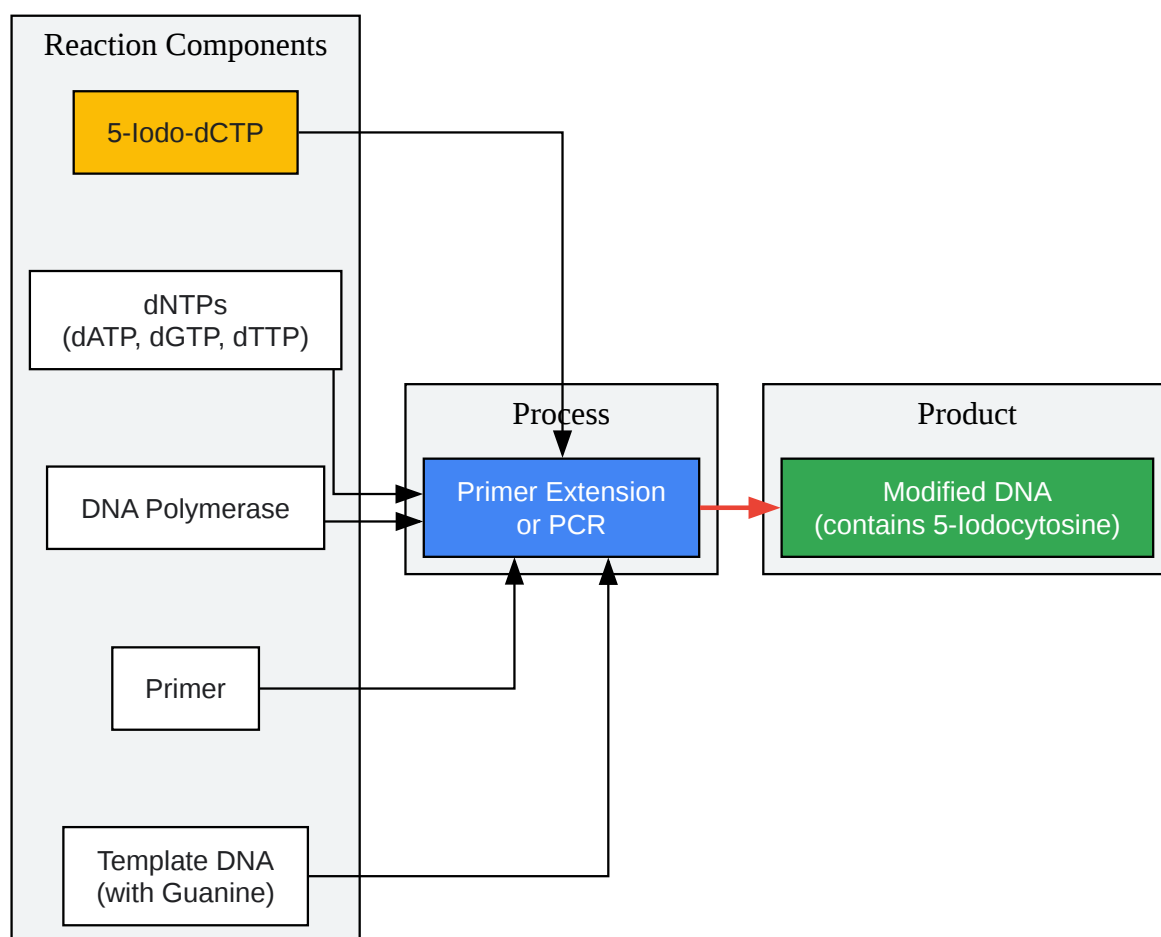 Reaction Components
5-Iodo-dCTP
dNTPs
(dATP, dGTP, dTTP)
DNA Polymerase
Primer
Template DNA
(with Guanine)
Process
Primer Extension
or PCR
Product
Modified DNA
(contains 5-Iodocytosine)